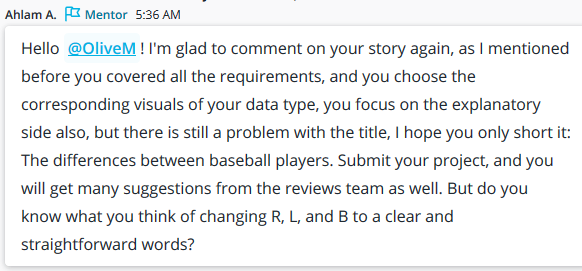 Ahlam A. Mentor 5:36 AM
Hello @OliveM ! I'm glad to comment on your story again, as I mentioned
before you covered all the requirements, and you choose the
corresponding visuals of your data type, you focus on the explanatory
side also, but there is still a problem with the title, I hope you only short it:
The differences between baseball players. Submit your project, and you
will get many suggestions from the reviews team as well. But do you
know what you think of changing R, L, and B to a clear and
straightforward words?